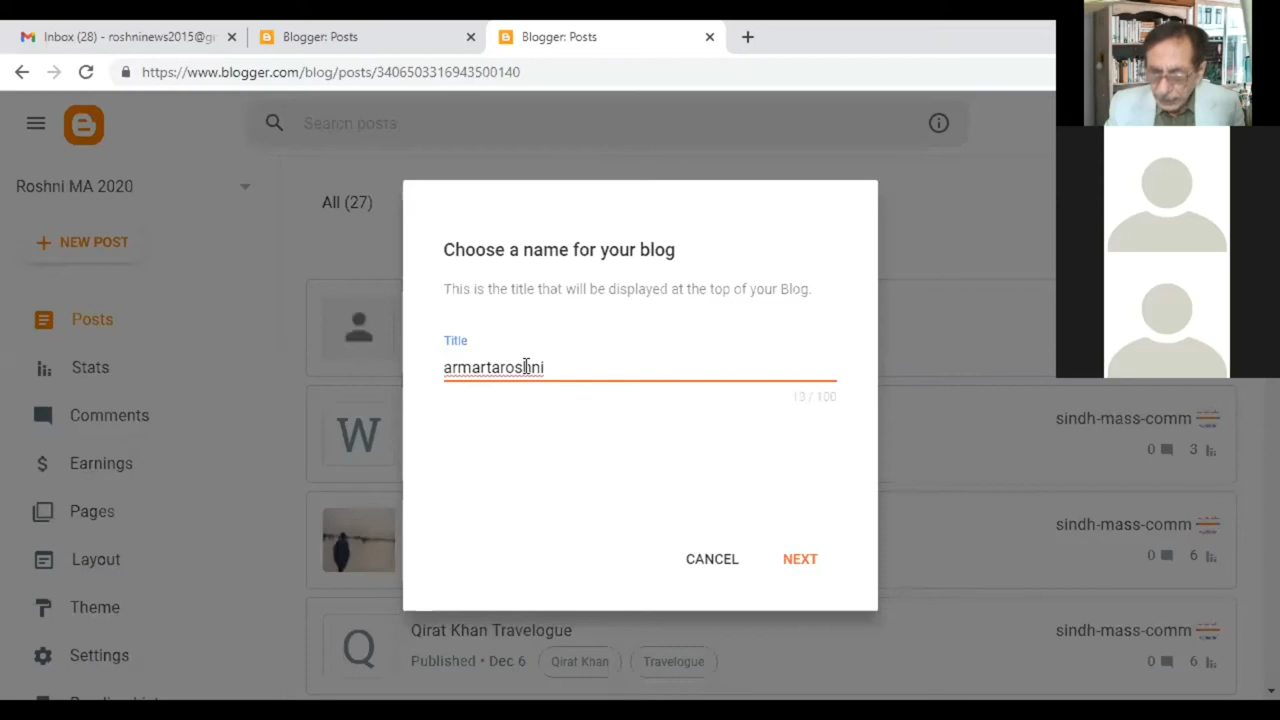 Inbox (28) - roshninews2015@g
Blogger: Posts
Blogger: Posts
https://www.blogger.com/blog/posts/3406503316943500140
Search posts
Roshni MA 2020
All (27)
NEW POST
Choose a name for your blog
This is the title that will be displayed at the top of your Blog.
Posts
Title
Stats
armartaroshni
13 / 100
Comments
W
sindh-mass-comm
0 3
Earnings
Pages
sindh-mass-comm
Layout
0 6
CANCEL
NEXT
Theme
Qirat Khan Travelogue
sindh-mass-comm
Q
Settings
Published • Dec 6
Qirat Khan
Travelogue
0 6